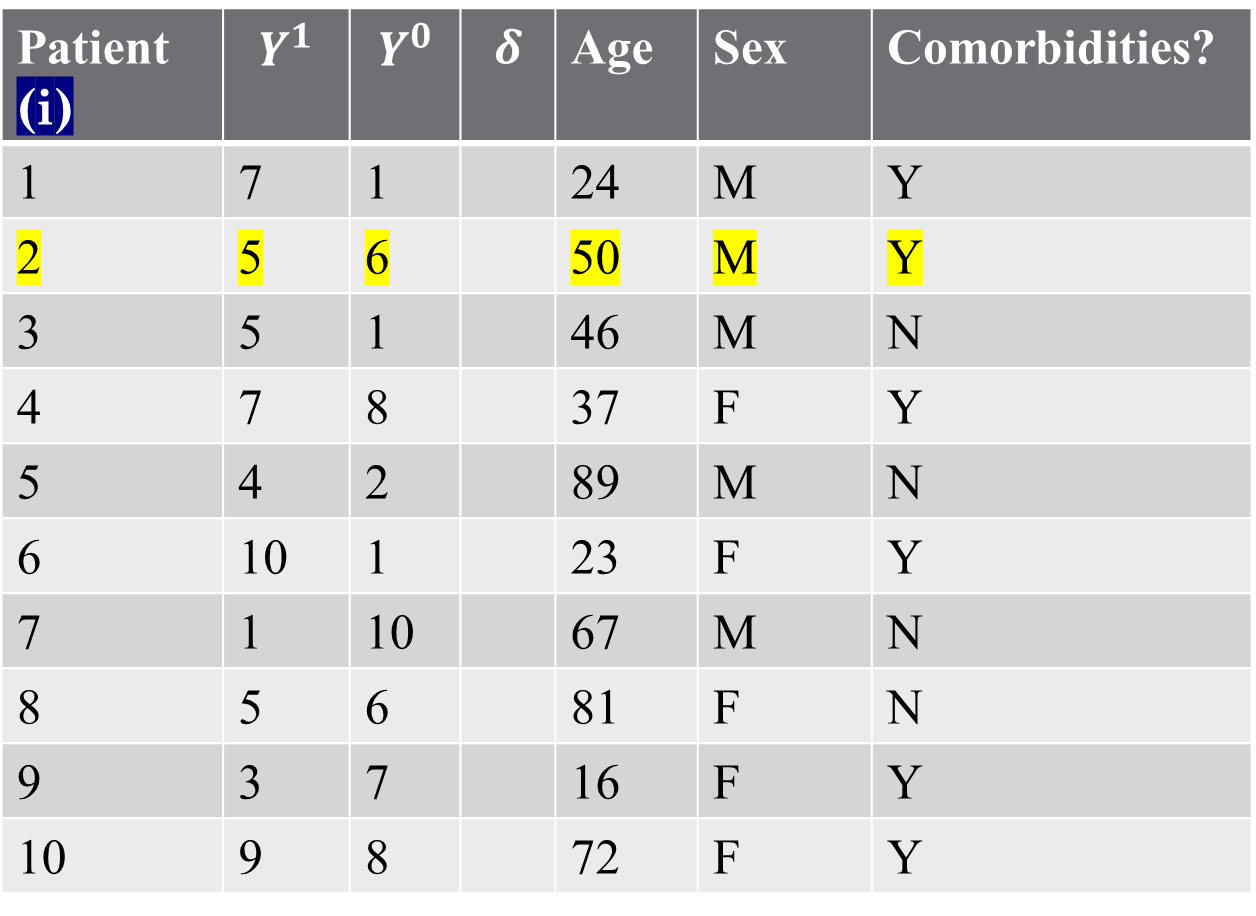 Patient Y¹ Y⁰ δ Age Sex Comorbidities?
(i)
1 7 1 24 M Y
2 5 6 50 M Y
3 5 1 46 M N
4 7 8 37 F Y
5 4 2 89 M N
6 10 1 23 F Y
7 1 10 67 M N
8 5 6 81 F N
9 3 7 16 F Y
10 9 8 72 F Y